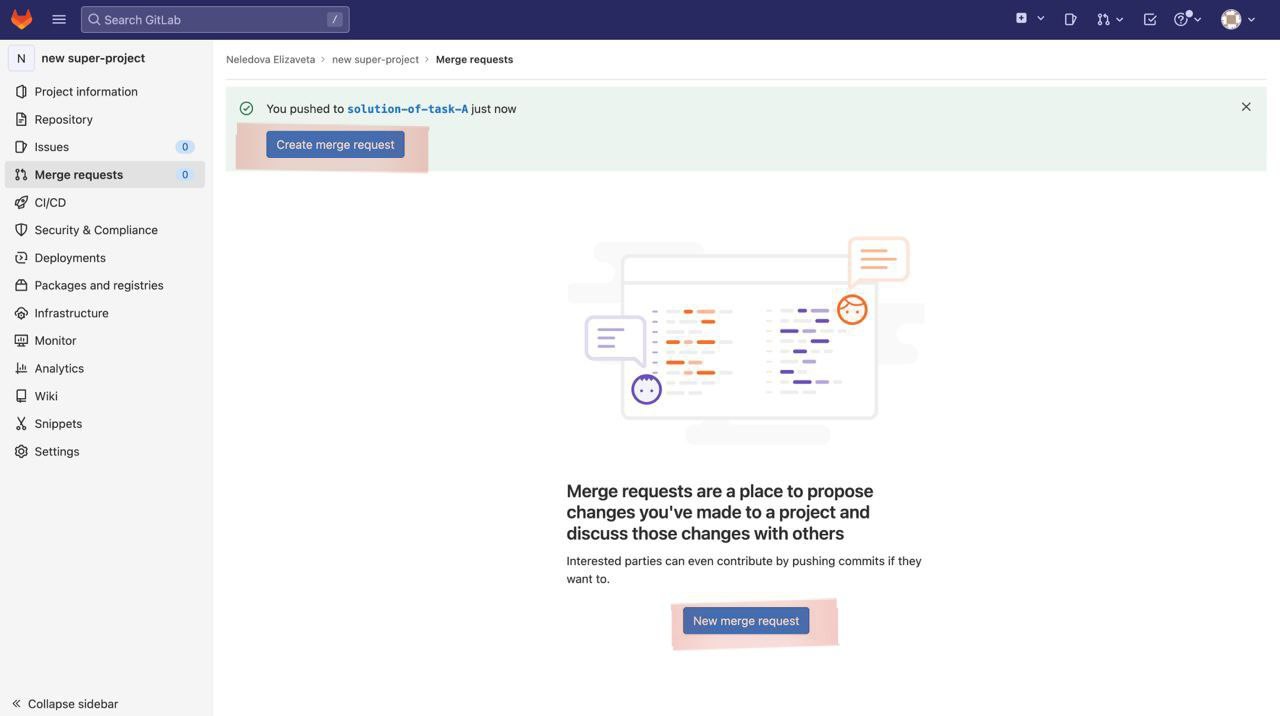 Search GitLab /
N new super-project
Project information
Repository
Issues 0
Merge requests 0
CI/CD
Security & Compliance
Deployments
Packages and registries
Infrastructure
Monitor
Analytics
Wiki
Snippets
Settings
Collapse sidebar
Neledova Elizaveta > new super-project > Merge requests
You pushed to solution-of-task-A just now
Create merge request
Merge requests are a place to propose
changes you've made to a project and
discuss those changes with others
Interested parties can even contribute by pushing commits if they
want to.
New merge request